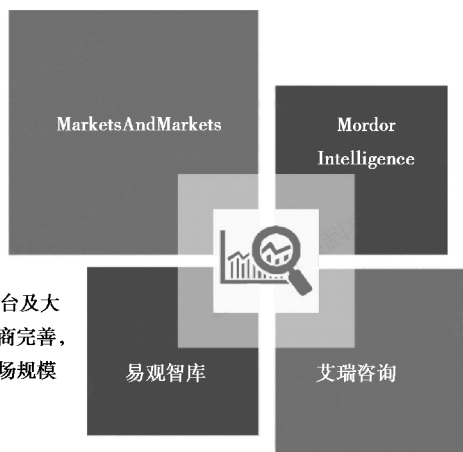 MarketsAndMarkets
Mordor
Intelligence
台及大
商完善，
场规模
易观智库
艾瑞咨询